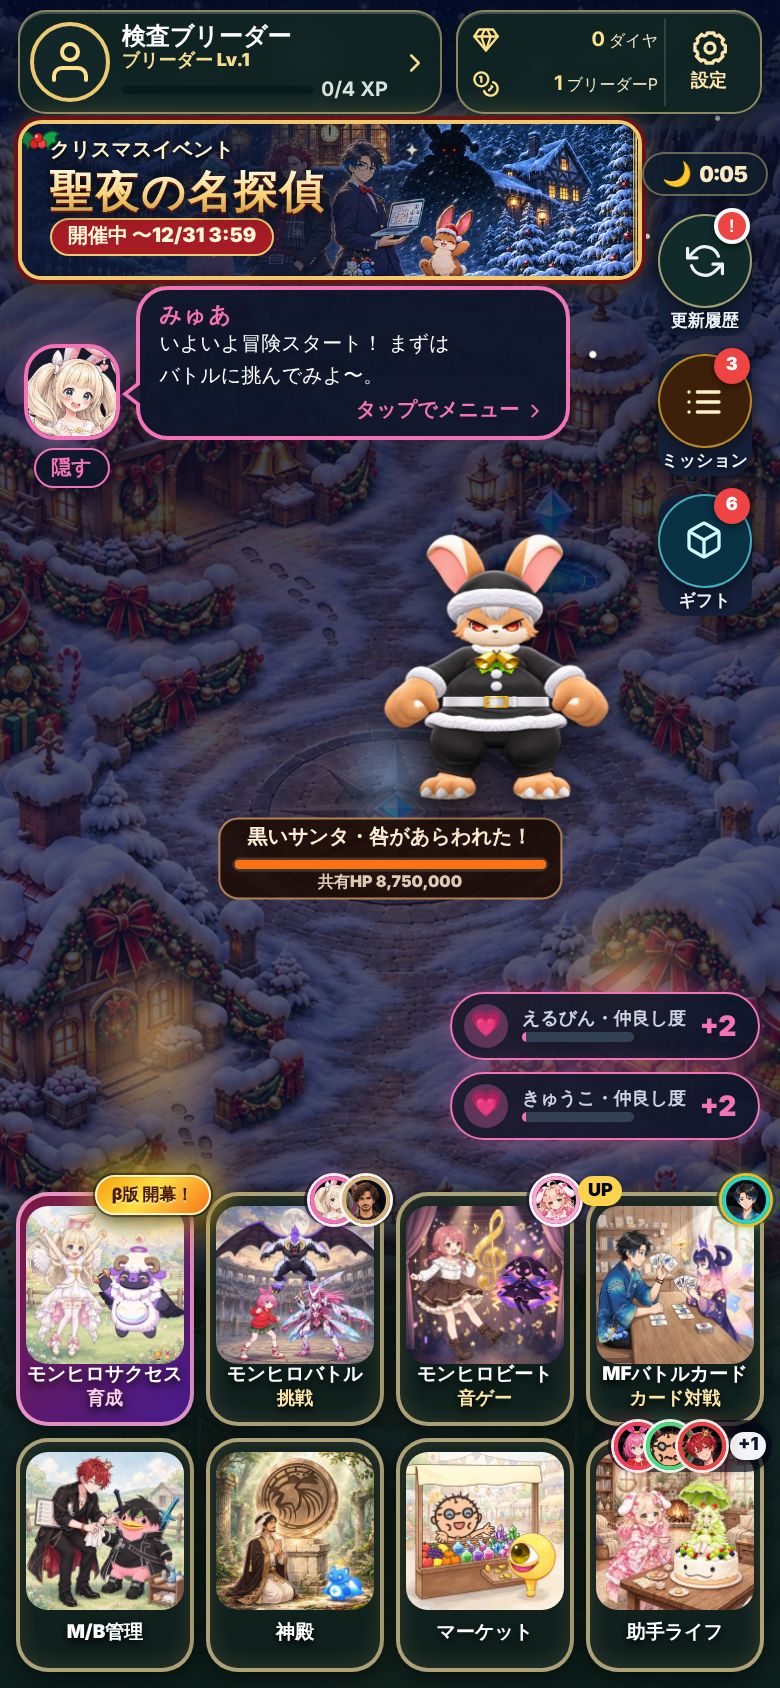 検査ブリーダー
ブリーダー Lv.1
0/4 XP
0 ダイヤ
1 ブリーダーP
設定
クリスマスイベント
聖夜の名探偵
開催中 〜12/31 3:59
0:05
!
更新履歴
みゅあ
いよいよ冒険スタート！ まずは
バトルに挑んでみよ〜。
タップでメニュー
隠す
3
ミッション
6
ギフト
黒いサンタ・咎があらわれた！
共有HP 8,750,000
えるびん・仲良し度
+2
きゅうこ・仲良し度
+2
β版 開幕！
UP
モンヒロサクセス
育成
モンヒロバトル
挑戦
モンヒロビート
音ゲー
MFバトルカード
カード対戦
+1
M/B管理
神殿
マーケット
助手ライフ